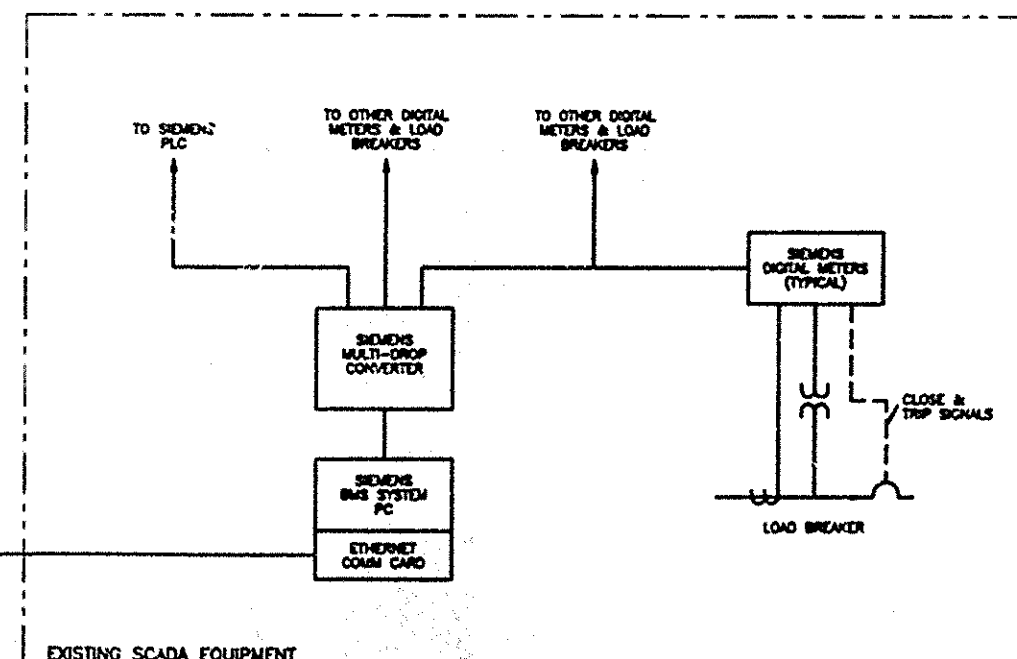 TO SIEMENS
PLC
TO OTHER DIGITAL
METERS & LOAD
BREAKERS
TO OTHER DIGITAL
METERS & LOAD
BREAKERS
SIEMENS
DIGITAL METERS
(TYPICAL)
SIEMENS
MULTI-DROP
CONVERTER
CLOSE &
TRIP SIGNALS
SIEMENS
BMS SYSTEM
PC
LOAD BREAKER
ETHERNET
COMM CARD
EXISTING SCADA EQUIPMENT